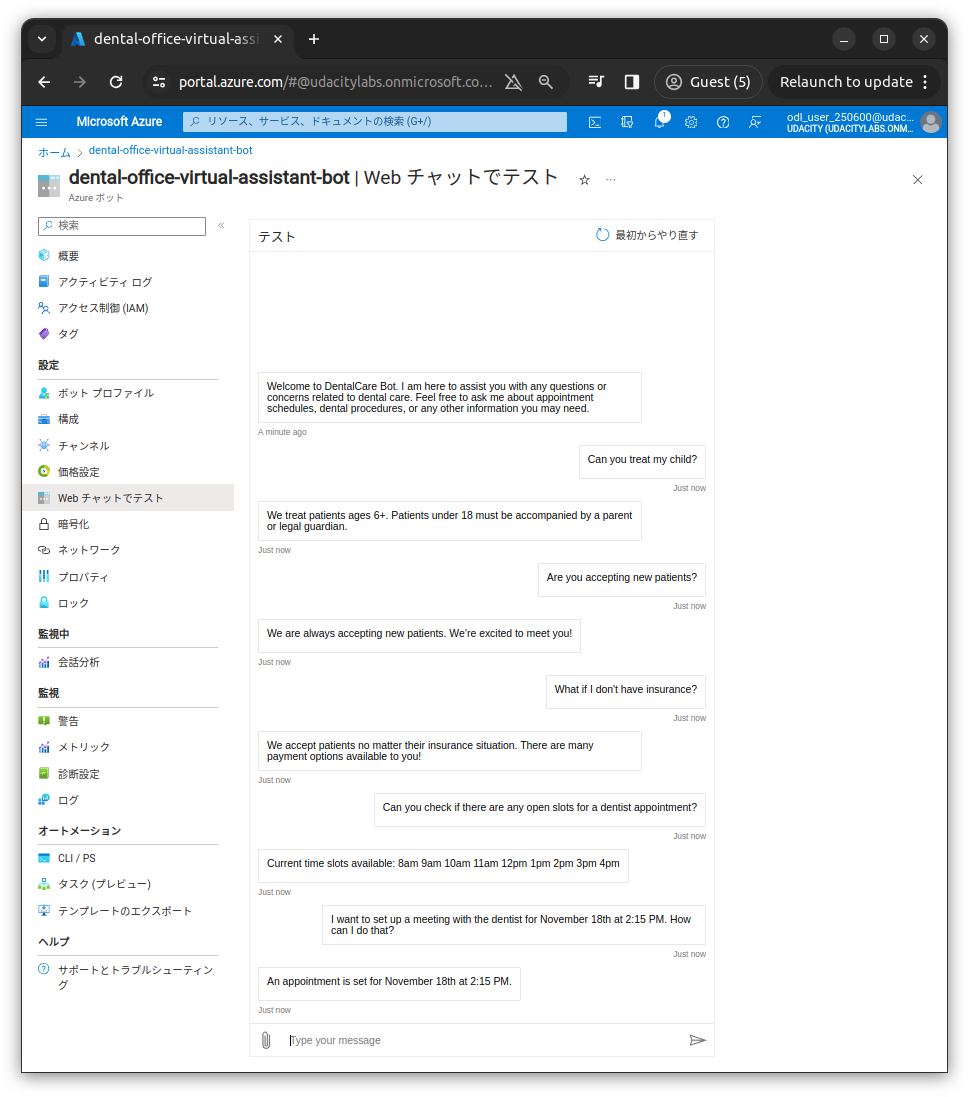 dental-office-virtual-assi
portal.azure.com/#@udacitylabs.onmicrosoft.co...
Guest (5)
Relaunch to update
Microsoft Azure
リソース、サービス、ドキュメントの検索 (G+/)
1
odl_user_250600@udac...
UDACITY (UDACITYLABS.ONM...
ホーム
dental-office-virtual-assistant-bot
dental-office-virtual-assistant-bot | Web チャットでテスト
...
Azure ボット
検索
«
概要
アクティビティ ログ
アクセス制御 (IAM)
タグ
設定
ボット プロファイル
構成
チャンネル
価格設定
Web チャットでテスト
暗号化
ネットワーク
プロパティ
ロック
監視中
会話分析
監視
警告
メトリック
診断設定
ログ
オートメーション
CLI / PS
タスク (プレビュー)
テンプレートのエクスポート
ヘルプ
サポートとトラブルシューティン
グ
テスト
最初からやり直す
Welcome to DentalCare Bot. I am here to assist you with any questions or
concerns related to dental care. Feel free to ask me about appointment
schedules, dental procedures, or any other information you may need.
A minute ago
Can you treat my child?
Just now
We treat patients ages 6+. Patients under 18 must be accompanied by a parent
or legal guardian.
Just now
Are you accepting new patients?
Just now
We are always accepting new patients. We're excited to meet you!
Just now
What if I don't have insurance?
Just now
We accept patients no matter their insurance situation. There are many
payment options available to you!
Just now
Can you check if there are any open slots for a dentist appointment?
Just now
Current time slots available: 8am 9am 10am 11am 12pm 1pm 2pm 3pm 4pm
Just now
I want to set up a meeting with the dentist for November 18th at 2:15 PM. How
can I do that?
Just now
An appointment is set for November 18th at 2:15 PM.
Just now
Type your message